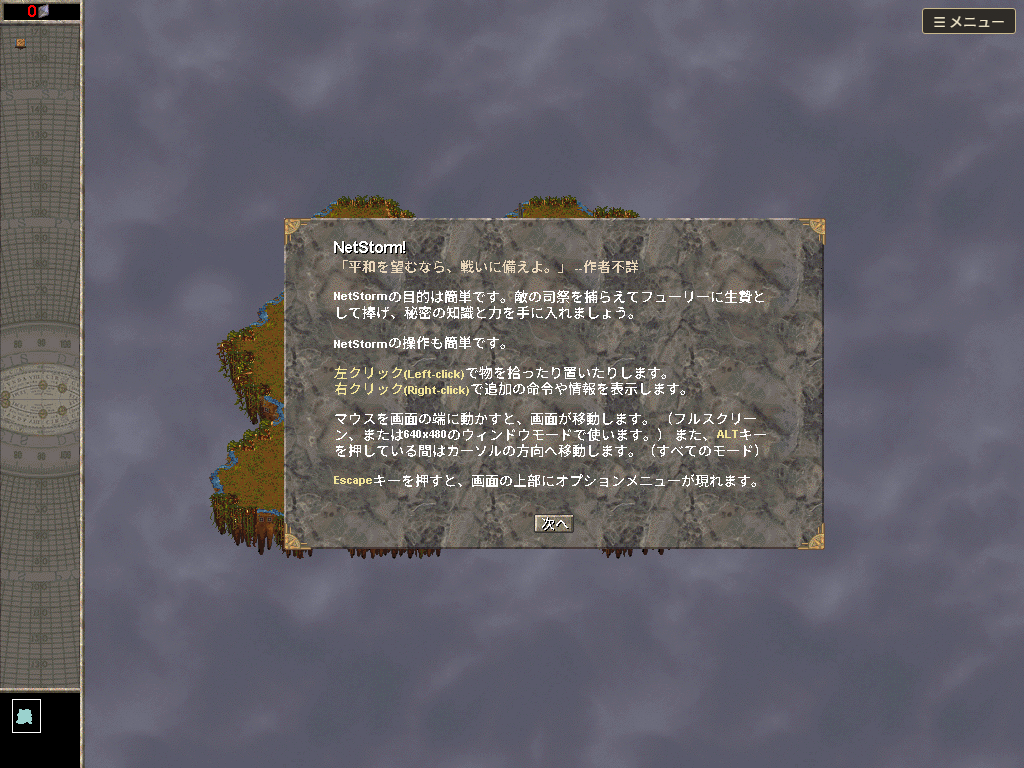 0
☰ メニュー
NetStorm!
「平和を望むなら、戦いに備えよ。」 --作者不詳
NetStormの目的は簡単です。敵の司祭を捕らえてフューリーに生贄と
して捧げ、秘密の知識と力を手に入れましょう。
NetStormの操作も簡単です。
左クリック(Left-click)で物を拾ったり置いたりします。
右クリック(Right-click)で追加の命令や情報を表示します。
マウスを画面の端に動かすと、画面が移動します。（フルスクリー
ン、または640x480のウィンドウモードで使います。） また、ALTキー
を押している間はカーソルの方向へ移動します。（すべてのモード）
Escapeキーを押すと、画面の上部にオプションメニューが現れます。
次へ